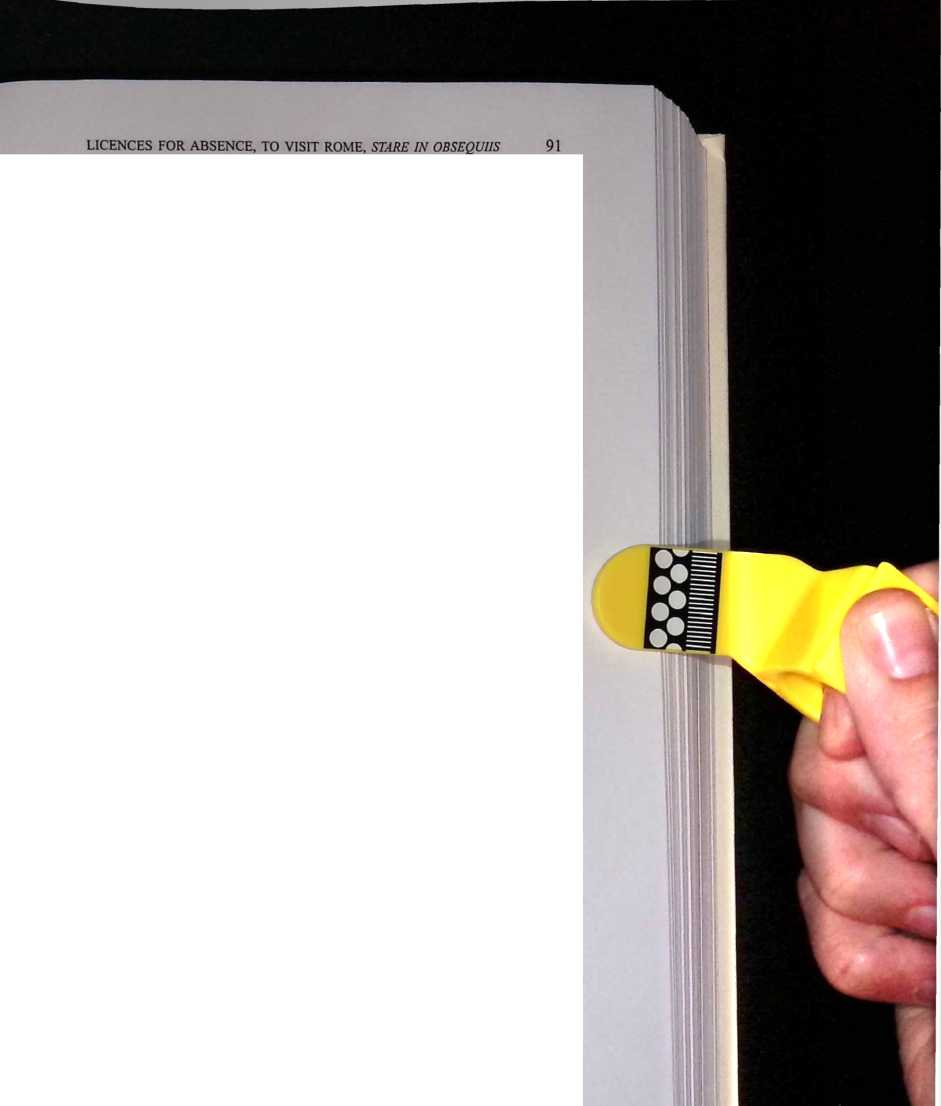 LICENCES FOR ABSENCE, TO VISIT ROME, STARE IN OBSEQUIIS 91